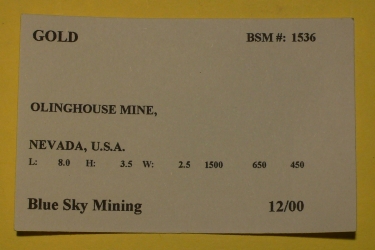 GOLD BSM #: 1536
OLINGHOUSE MINE,
NEVADA, U.S.A.
L: 8.0 H: 3.5 W: 2.5 1500 650 450
Blue Sky Mining 12/00